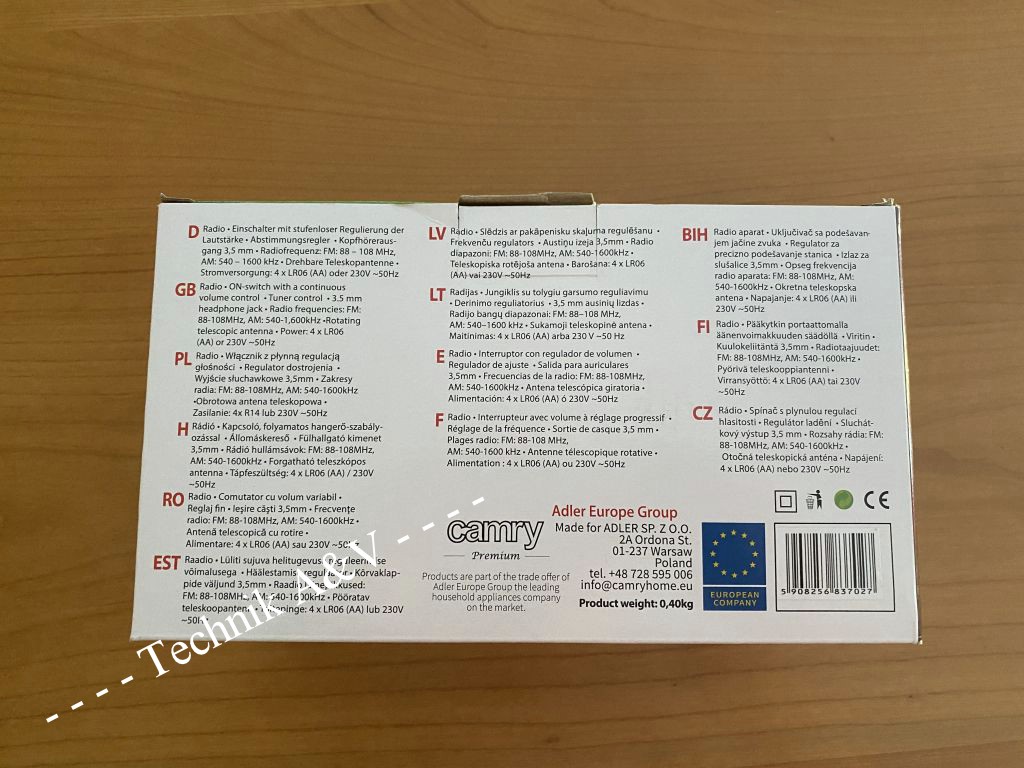 D Radio • Einschalter mit stufenloser Regulierung der
Lautstärke • Abstimmungsregler • Kopfhöreraus-
gang 3,5 mm • Radiofrequenz: FM: 88 – 108 MHz,
AM: 540 – 1600 kHz • Drehbare Teleskopantenne •
Stromversorgung: 4 x LR06 (AA) oder 230V ~50Hz
GB Radio • ON-switch with a continuous
volume control • Tuner control • 3.5 mm
headphone jack • Radio frequencies: FM:
88-108MHz, AM: 540-1,600kHz •Rotating
telescopic antenna • Power: 4 x LR06
(AA) or 230V ~50Hz
PL Radio • Włącznik z płynną regulacją
głośności • Regulator dostrojenia •
Wyjście słuchawkowe 3,5mm • Zakresy
radia: FM: 88-108MHz, AM: 540-1600kHz
•Obrotowa antena teleskopowa •
Zasilanie: 4x R14 lub 230V ~50Hz
H Rádió • Kapcsoló, folyamatos hangerő-szabály-
ozással • Állomáskereső • Fülhallgató kimenet
3,5mm • Rádió hullámsávok: FM: 88-108MHz,
AM: 540-1600kHz • Forgatható teleszkópos
antenna • Tápfeszültség: 4 x LR06 (AA) / 230V
~50Hz
RO Radio • Comutator cu volum variabil •
Reglaj fin • Ieșire căști 3,5mm • Frecvențe
radio: FM: 88-108MHz, AM: 540-1600kHz •
Antenă telescopică cu rotire •
Alimentare: 4 x LR06 (AA) sau 230V ~50Hz
EST Raadio • Lüliti sujuva helitugevus
võimalusega • Häälestamis • Kõrvaklap-
pide väljund 3,5mm • Raadio
FM: 88-108MHz, AM: 540-1600kHz • Pööratav
teleskoopantenn 4 x LR06 (AA) lub 230V
~50Hz
LV Radio • Slēdzis ar pakāpenisku skaļuma regulēšanu •
Frekvenču regulators • Austiņu izeja 3,5mm • Radio
diapazoni: FM: 88-108MHz, AM: 540-1600kHz •
Teleskopiska rotējoša antena • Barošana: 4 x LR06
(AA) vai 230V ~50Hz
LT Radijas • Jungiklis su tolygiu garsumo reguliavimu
• Derinimo reguliatorius • 3,5 mm ausinių lizdas •
Radijo bangų diapazonai: FM: 88–108MHz,
AM: 540–1600 kHz • Sukamoji teleskopinė antena •
Maitinimas: 4 x LR06 (AA) arba 230 V ~50 Hz
E Radio • Interruptor con regulador de volumen •
Regulador de ajuste • Salida para auriculares
3,5mm • Frecuencias de la radio: FM: 88-108MHz,
AM: 540-1600kHz • Antena telescópica giratoria •
Alimentación: 4 x LR06 (AA) ó 230V ~50Hz
F Radio • Interrupteur avec volume à réglage progressif •
Réglage de la fréquence • Sortie de casque 3,5 mm •
Plages radio: FM: 88-108 MHz,
AM: 540-1600kHz • Antenne télescopique rotative •
Alimentation : 4 x LR06 (AA) ou 230V ~50Hz
BIH Radio aparat • Uključivač sa podešavan-
jem jačine zvuka • Regulator za
precizno podešavanje stanica • Izlaz za
slušalice 3,5mm • Opseg frekvencija
radio aparata: FM: 88-108MHz, AM:
540-1600kHz • Okretna teleskopska
antena • Napajanje: 4 x LR06 (AA) ili
230V ~50Hz
FI Radio • Pääkytkin portaattomalla
äänenvoimakkuuden säädöllä • Viritin •
Kuulokeliitäntä 3,5mm • Radiotaajuudet:
FM: 88-108MHz, AM: 540-1600kHz •
Pyörivä teleskooppiantenni •
Virransyöttö: 4 x LR06 (AA) tai 230V
~50Hz
CZ Rádio • Spínač s plynulou regulací
hlasitosti • Regulátor ladění • Sluchát-
kový výstup 3,5 mm • Rozsahy rádia: FM:
88-108MHz, AM: 540-1600kHz •
Otočná teleskopická anténa • Napájení:
4 x LR06 (AA) nebo 230V ~50Hz
camry
Premium
Products are part of the trade offer of
Adler Europe Group the leading
household appliances company
on the market.
Adler Europe Group
Made for ADLER SP. Z O.O.
2A Ordona St.
01-237 Warsaw
Poland
tel. +48 728 595 006
info@camryhome.eu
Product weight: 0,40kg
EUROPEAN
COMPANY
CE
5 908256 837027
- - - - Technik A&V - - - -